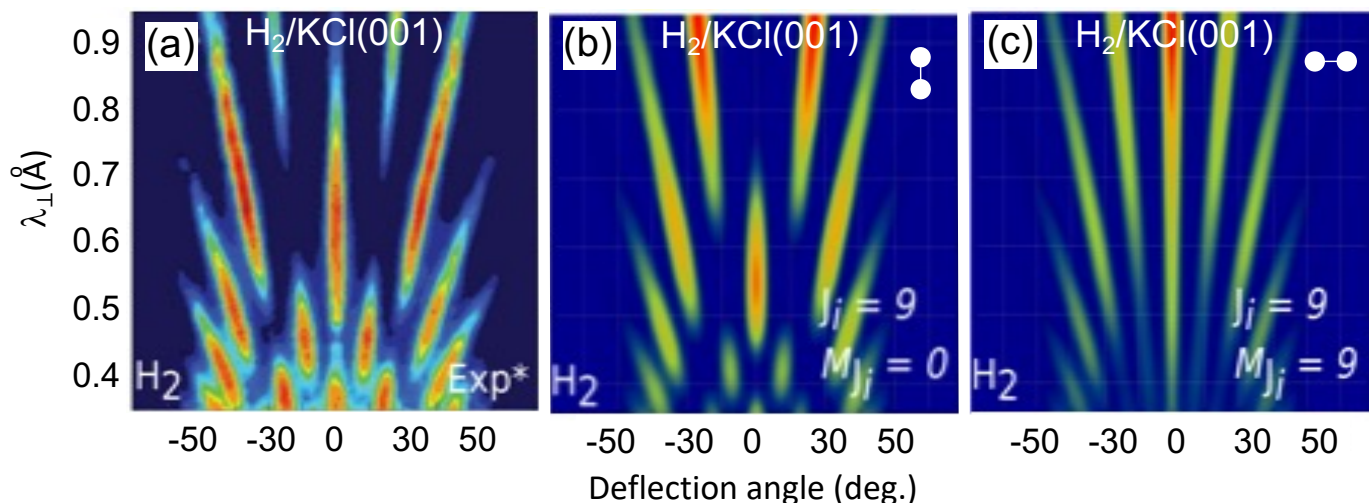 (a) H₂/KCl(001)
(b) H₂/KCl(001)
(c) H₂/KCl(001)
λ⊥(Å)
0.9
0.8
0.7
0.6
0.5
0.4
H₂ Exp*
H₂ Jᵢ = 9
M_Jᵢ = 0
H₂ Jᵢ = 9
M_Jᵢ = 9
-50 -30 0 30 50
-50 -30 0 30 50
-50 -30 0 30 50
Deflection angle (deg.)